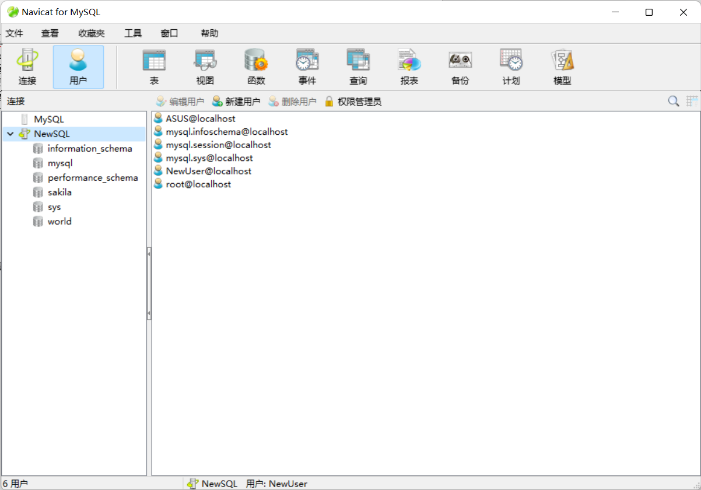 Navicat for MySQL
文件 查看 收藏夹 工具 窗口 帮助
连接 用户 表 视图 函数 事件 查询 报表 备份 计划 模型
连接 编辑用户 新建用户 删除用户 权限管理员
MySQL
NewSQL
information_schema
mysql
performance_schema
sakila
sys
world
ASUS@localhost
mysql.infoschema@localhost
mysql.session@localhost
mysql.sys@localhost
NewUser@localhost
root@localhost
6 用户 NewSQL 用户: NewUser